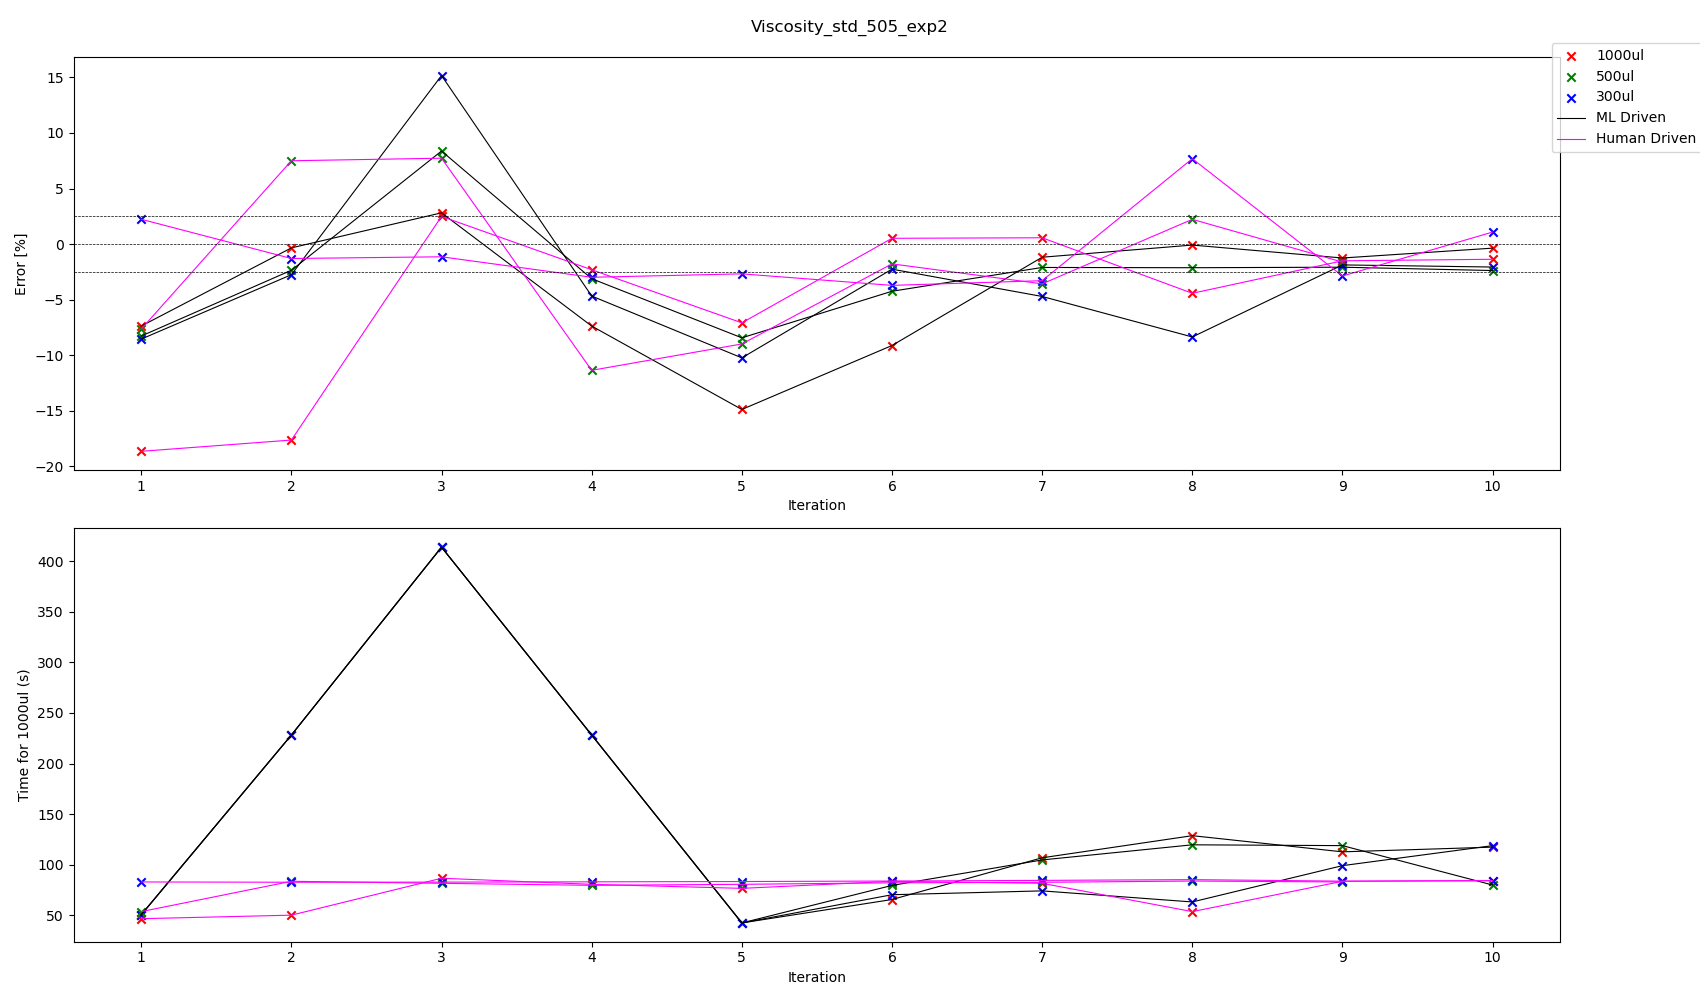 Viscosity_std_505_exp2
1000ul
500ul
300ul
ML Driven
Human Driven
Error [%]
15
10
5
0
−5
−10
−15
−20
1 2 3 4 5 6 7 8 9 10
Iteration
Time for 1000ul (s)
400
350
300
250
200
150
100
50
1 2 3 4 5 6 7 8 9 10
Iteration